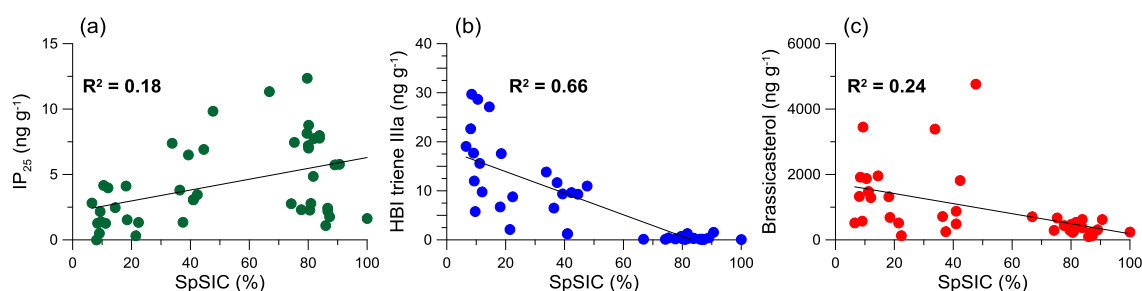 (a)
R² = 0.18
IP₂₅ (ng g⁻¹)
15
10
5
0
0 20 40 60 80 100
SpSIC (%)
(b)
R² = 0.66
HBI triene IIIa (ng g⁻¹)
40
30
20
10
0
0 20 40 60 80 100
SpSIC (%)
(c)
R² = 0.24
Brassicasterol (ng g⁻¹)
6000
4000
2000
0
0 20 40 60 80 100
SpSIC (%)